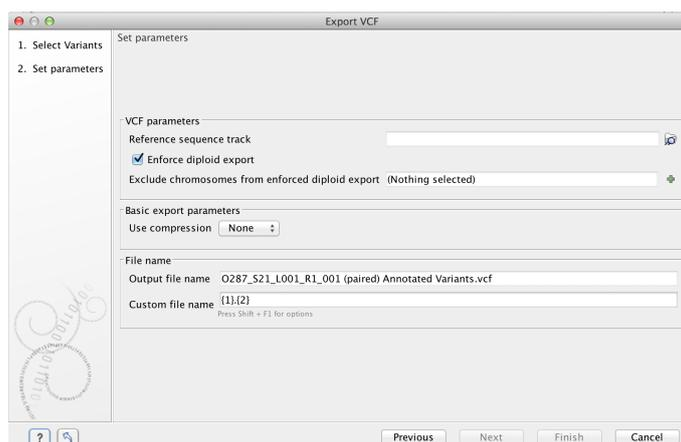 Export VCF
1. Select Variants
2. Set parameters
Set parameters
VCF parameters
Reference sequence track
Enforce diploid export
Exclude chromosomes from enforced diploid export (Nothing selected)
Basic export parameters
Use compression None
File name
Output file name O287_S21_L001_R1_001 (paired) Annotated Variants.vcf
Custom file name {1}.{2}
Press Shift + F1 for options
? Previous Next Finish Cancel